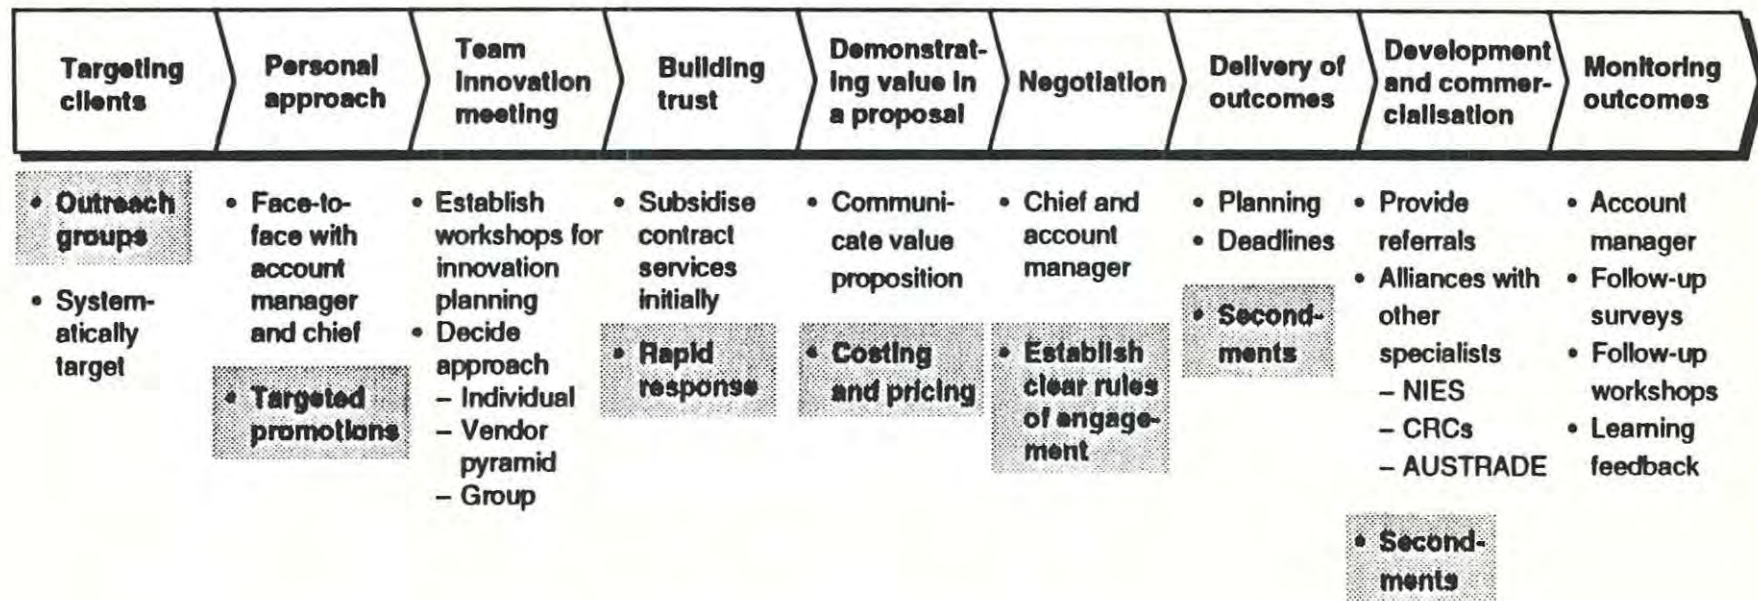 Targeting
clients
Personal
approach
Team
Innovation
meeting
Building
trust
Demonstrat-
ing value in
a proposal
Negotiation
Delivery of
outcomes
Development
and commer-
cialisation
Monitoring
outcomes
• Outreach
groups
• System-
atically
target
• Face-to-
face with
account
manager
and chief
• Targeted
promotions
• Establish
workshops for
innovation
planning
• Decide
approach
– Individual
– Vendor
pyramid
– Group
• Subsidise
contract
services
initially
• Rapid
response
• Communi-
cate value
proposition
• Costing
and pricing
• Chief and
account
manager
• Establish
clear rules
of engage-
ment
• Planning
• Deadlines
• Second-
ments
• Provide
referrals
• Alliances with
other
specialists
– NIES
– CRCs
– AUSTRADE
• Second-
ments
• Account
manager
• Follow-up
surveys
• Follow-up
workshops
• Learning
feedback